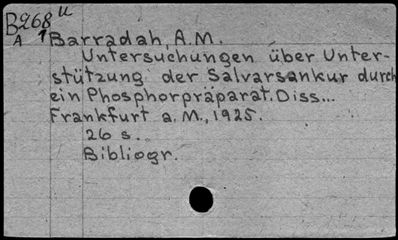 B268 u
A 1 Barradah, A.M.
Untersuchungen über Unter-
stützung der Salvarsankur durch
ein Phosphorpräparat. Diss...
Frankfurt a. M., 1925.
26 s..
Bibliogr.